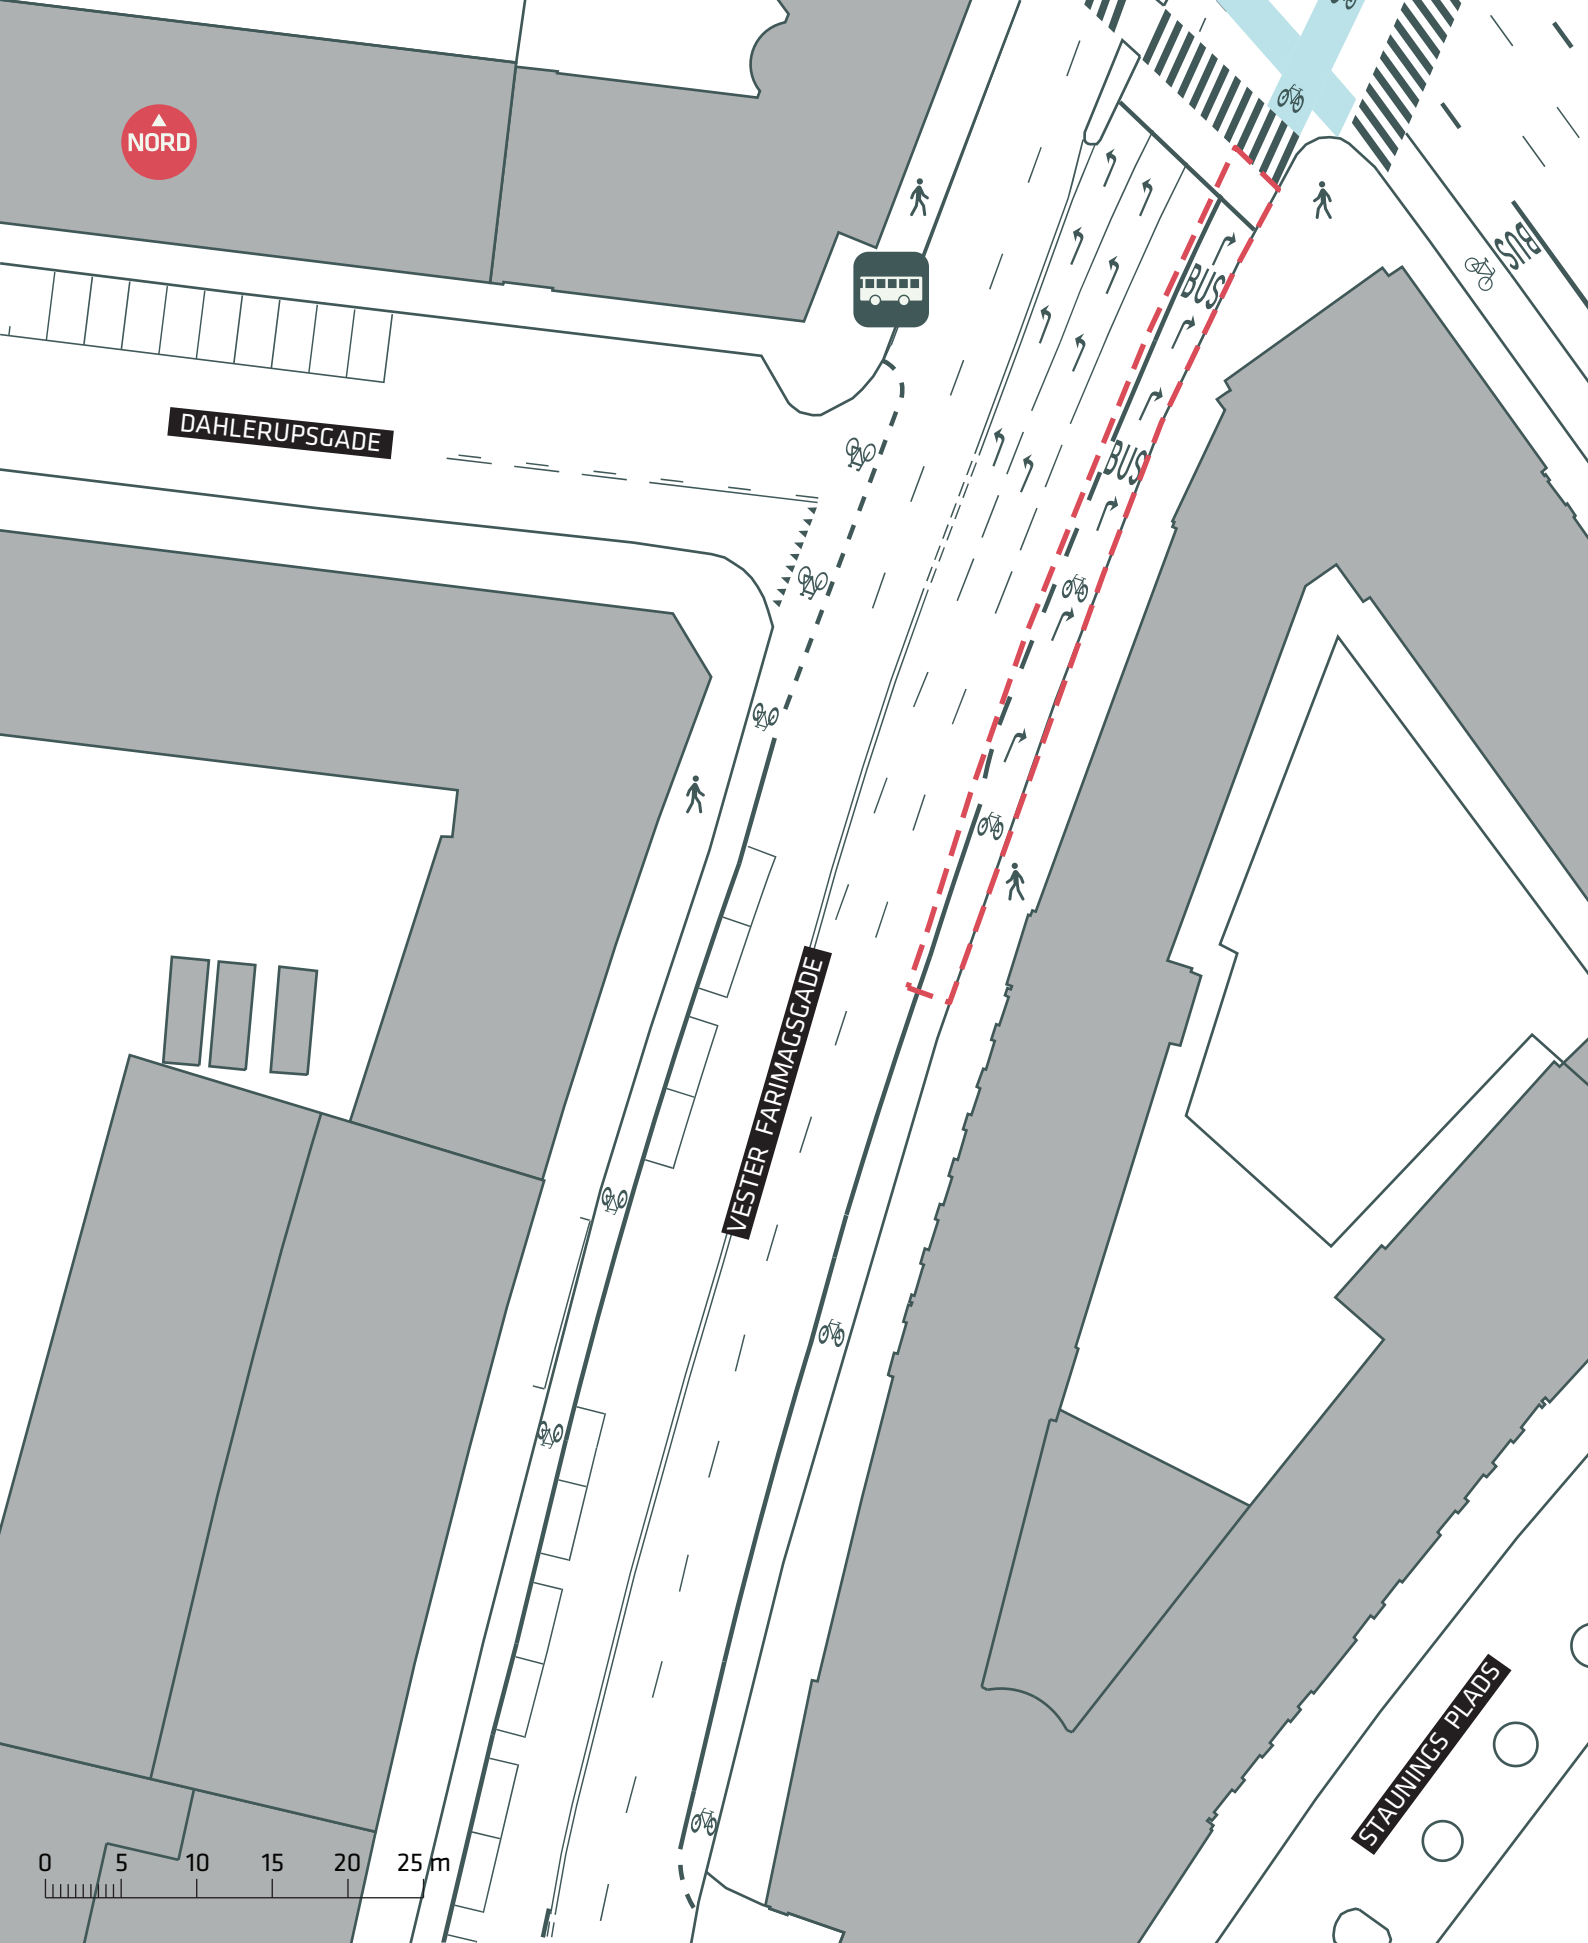 NORD
BUS
BUS
DAHLERUPSGADE
BUS
VESTER FARIMAGSGADE
STAUNINGS PLADS
0 5 10 15 20 25 m